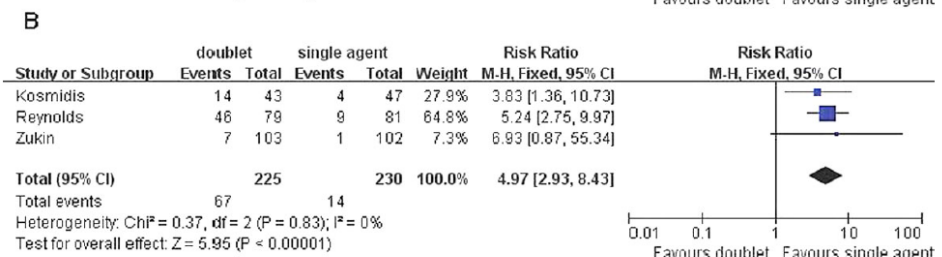 Favours doublet Favours single agent
B
doublet single agent Risk Ratio Risk Ratio
Study or Subgroup Events Total Events Total Weight M-H, Fixed, 95% CI M-H, Fixed, 95% CI
Kosmidis 14 43 4 47 27.9% 3.83 [1.36, 10.73]
Reynolds 46 79 9 81 64.8% 5.24 [2.75, 9.97]
Zukin 7 103 1 102 7.3% 6.93 [0.87, 55.34]
Total (95% CI) 225 230 100.0% 4.97 [2.93, 8.43]
Total events 67 14
Heterogeneity: Chi² = 0.37, df = 2 (P = 0.83); I² = 0%
Test for overall effect: Z = 5.95 (P < 0.00001)
0.01 0.1 1 10 100
Favours doublet Favours single agent